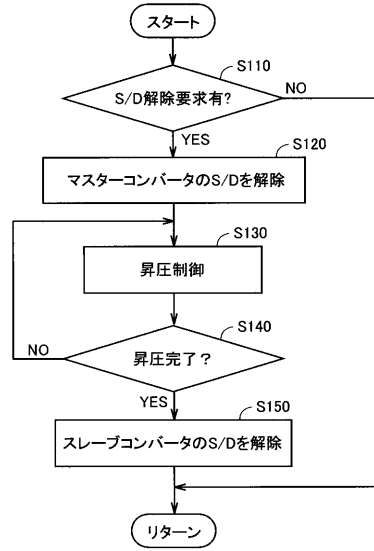 スタート
S110
S/D解除要求有?
NO
YES
S120
マスターコンバータのS/Dを解除
S130
昇圧制御
S140
昇圧完了？
NO
YES
S150
スレーブコンバータのS/Dを解除
リターン